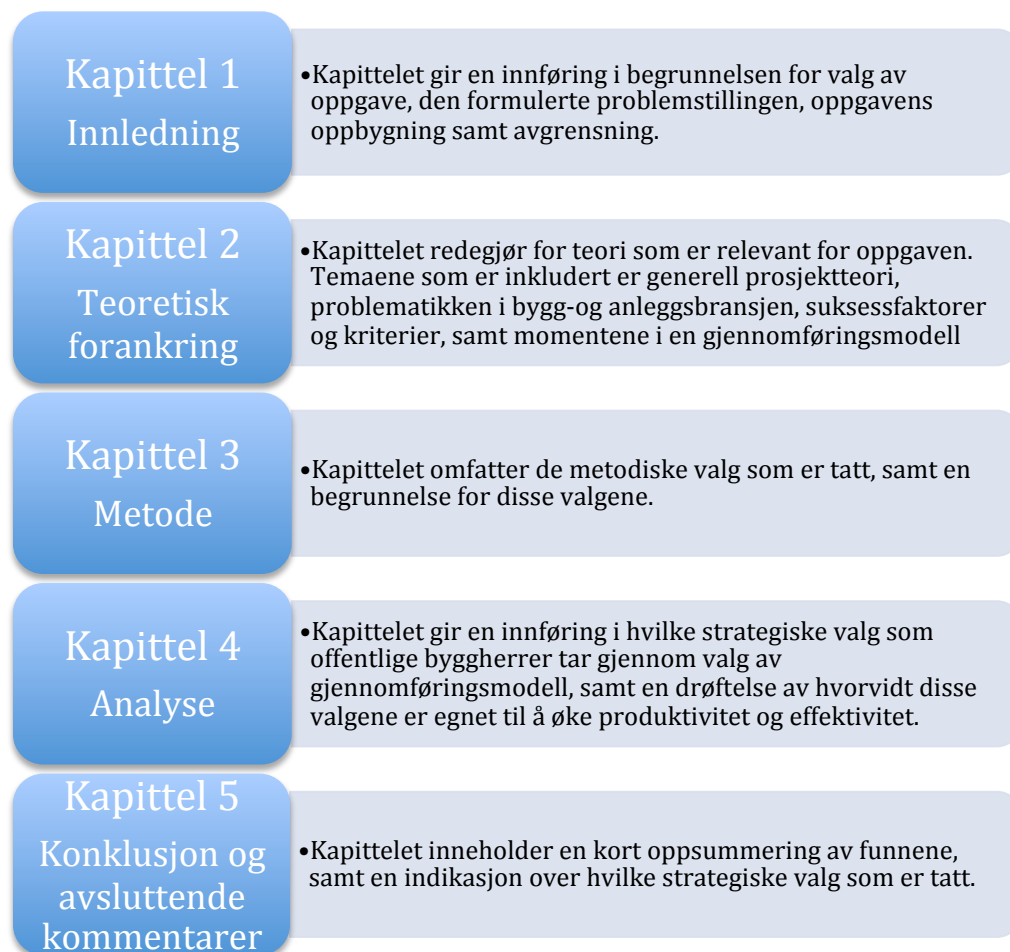 Kapittel 1
Innledning
•Kapittelet gir en innføring i begrunnelsen for valg av
oppgave, den formulerte problemstillingen, oppgavens
oppbygning samt avgrensning.
Kapittel 2
Teoretisk
forankring
•Kapittelet redegjør for teori som er relevant for oppgaven.
Temaene som er inkludert er generell prosjektteori,
problematikken i bygg-og anleggsbransjen, suksessfaktorer
og kriterier, samt momentene i en gjennomføringsmodell
Kapittel 3
Metode
•Kapittelet omfatter de metodiske valg som er tatt, samt en
begrunnelse for disse valgene.
Kapittel 4
Analyse
•Kapittelet gir en innføring i hvilke strategiske valg som
offentlige byggherrer tar gjennom valg av
gjennomføringsmodell, samt en drøftelse av hvorvidt disse
valgene er egnet til å øke produktivitet og effektivitet.
Kapittel 5
Konklusjon og
avsluttende
kommentarer
•Kapittelet inneholder en kort oppsummering av funnene,
samt en indikasjon over hvilke strategiske valg som er tatt.